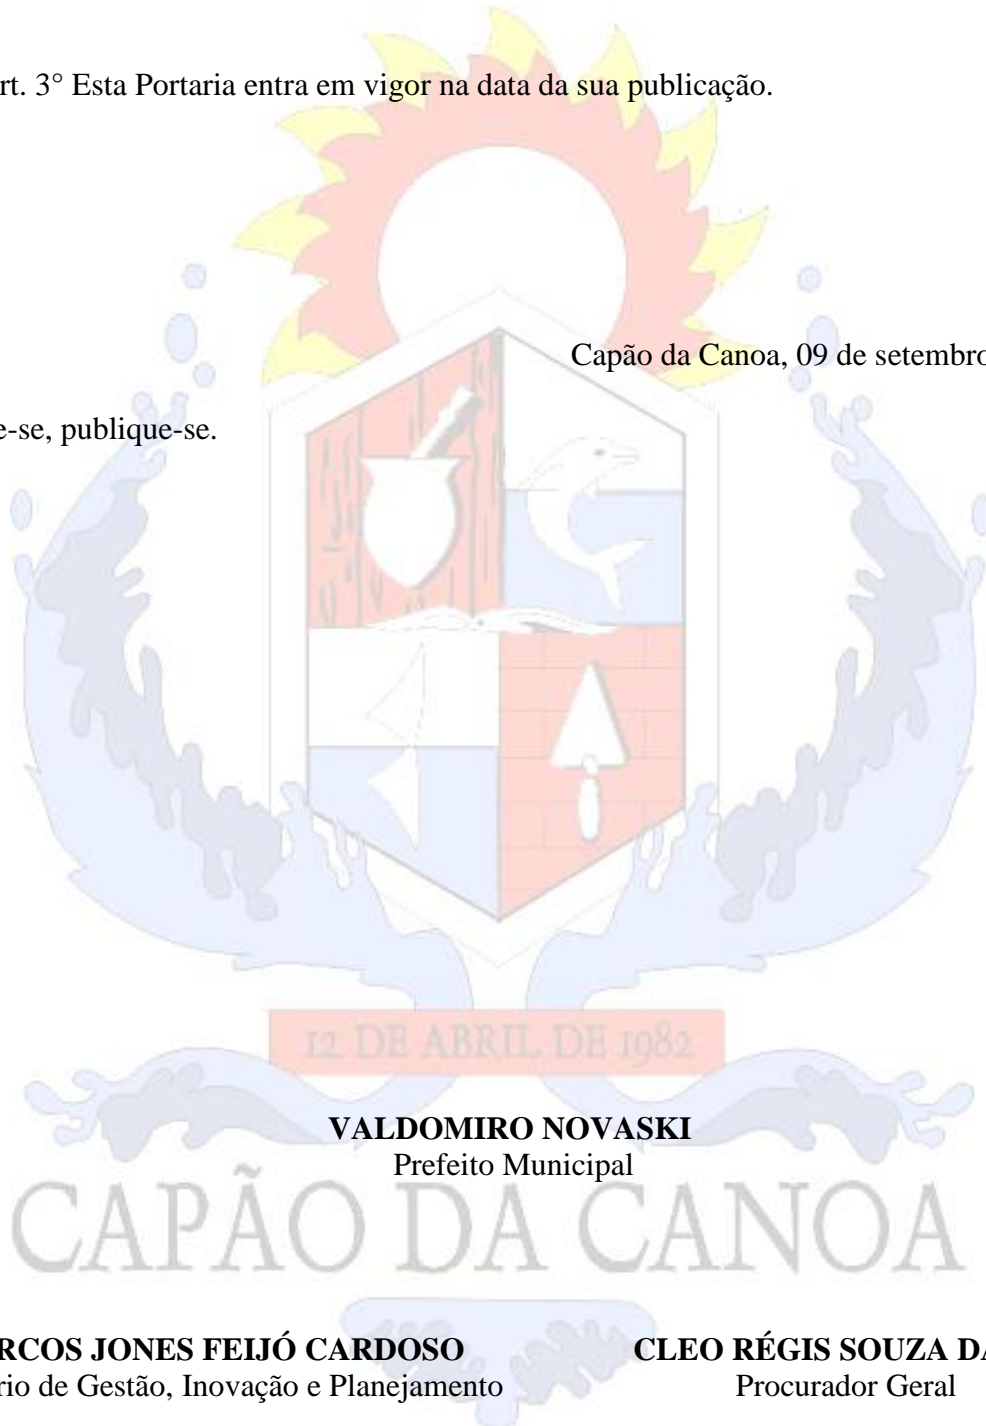 rt. 3° Esta Portaria entra em vigor na data da sua publicação.
Capão da Canoa, 09 de setembro
e-se, publique-se.
12 DE ABRIL DE 1982
VALDOMIRO NOVASKI
Prefeito Municipal
CAPÃO DA CANOA
RCOS JONES FEIJÓ CARDOSO CLEO RÉGIS SOUZA DA
rio de Gestão, Inovação e Planejamento Procurador Geral